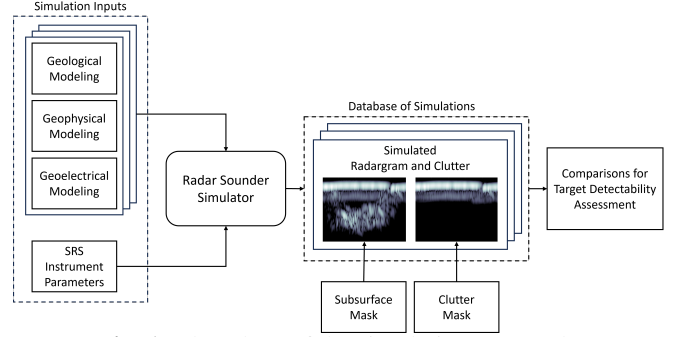 Simulation Inputs
Geological
Modeling
Geophysical
Modeling
Geoelectrical
Modeling
SRS
Instrument
Parameters
Radar Sounder
Simulator
Database of Simulations
Simulated
Radargram and Clutter
Subsurface
Mask
Clutter
Mask
Comparisons for
Target Detectability
Assessment